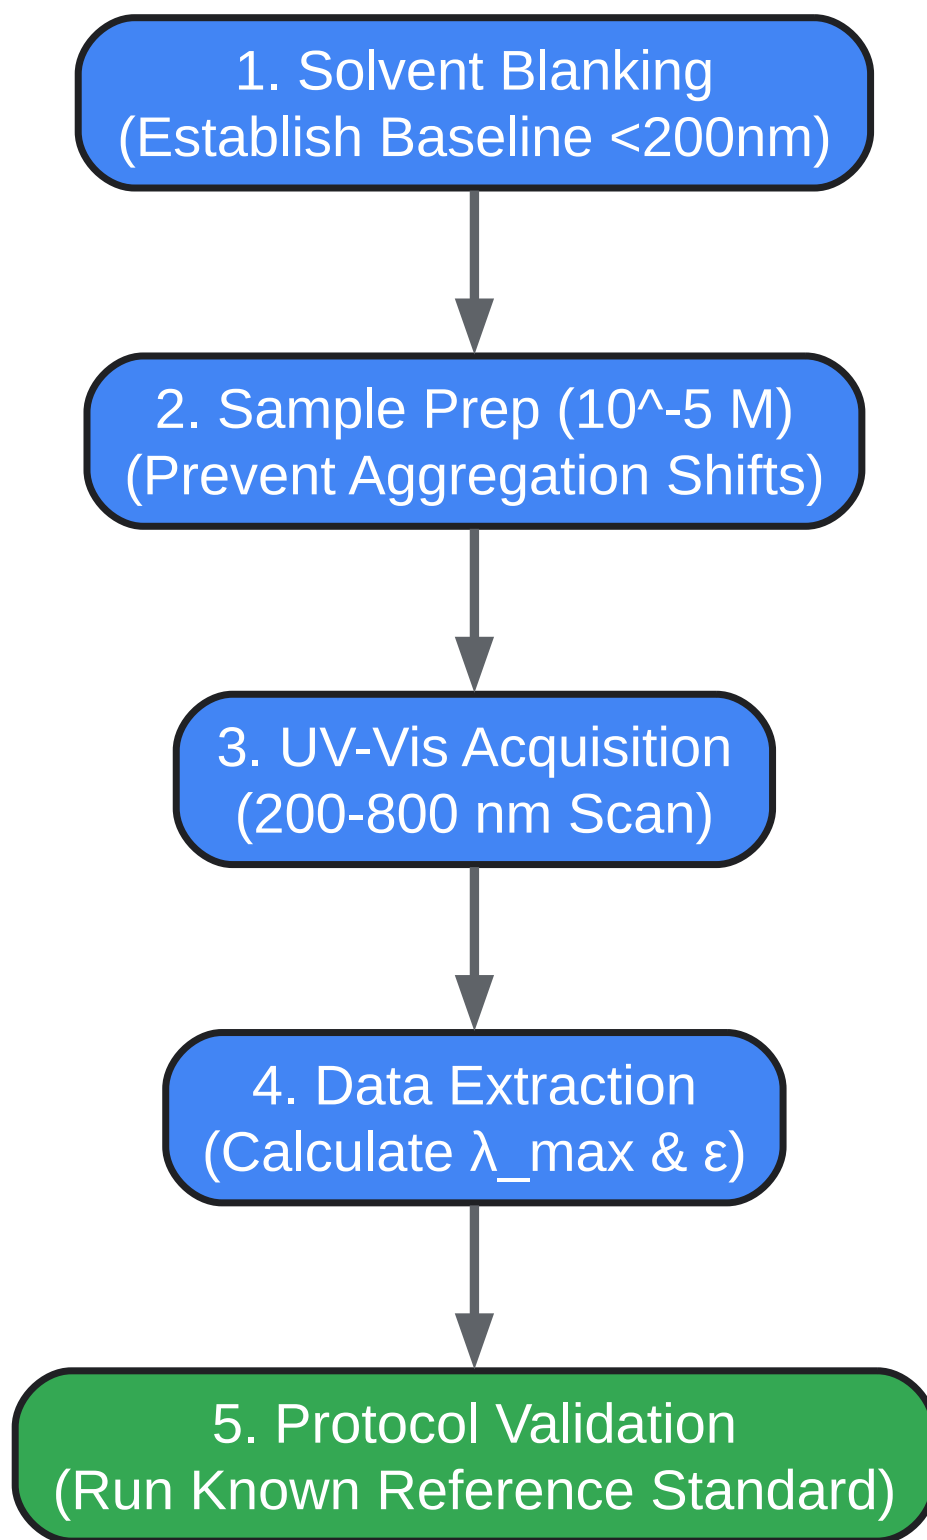 1. Solvent Blanking
(Establish Baseline <200nm)
2. Sample Prep (10^-5 M)
(Prevent Aggregation Shifts)
3. UV-Vis Acquisition
(200-800 nm Scan)
4. Data Extraction
(Calculate λ_max & ε)
5. Protocol Validation
(Run Known Reference Standard)